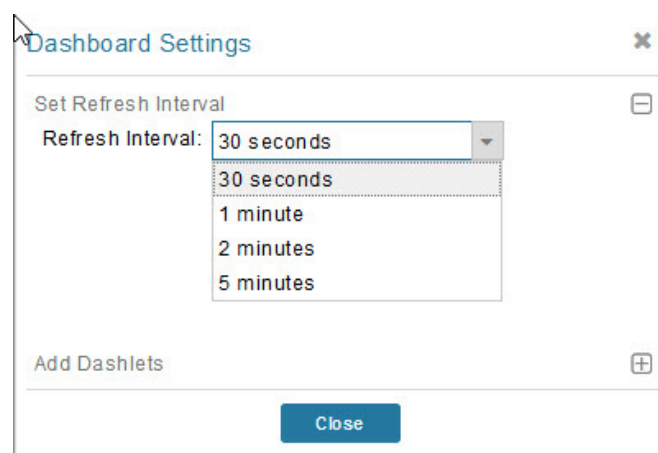 Dashboard Settings
Set Refresh Interval
Refresh Interval: 30 seconds
30 seconds
1 minute
2 minutes
5 minutes
Add Dashlets
Close